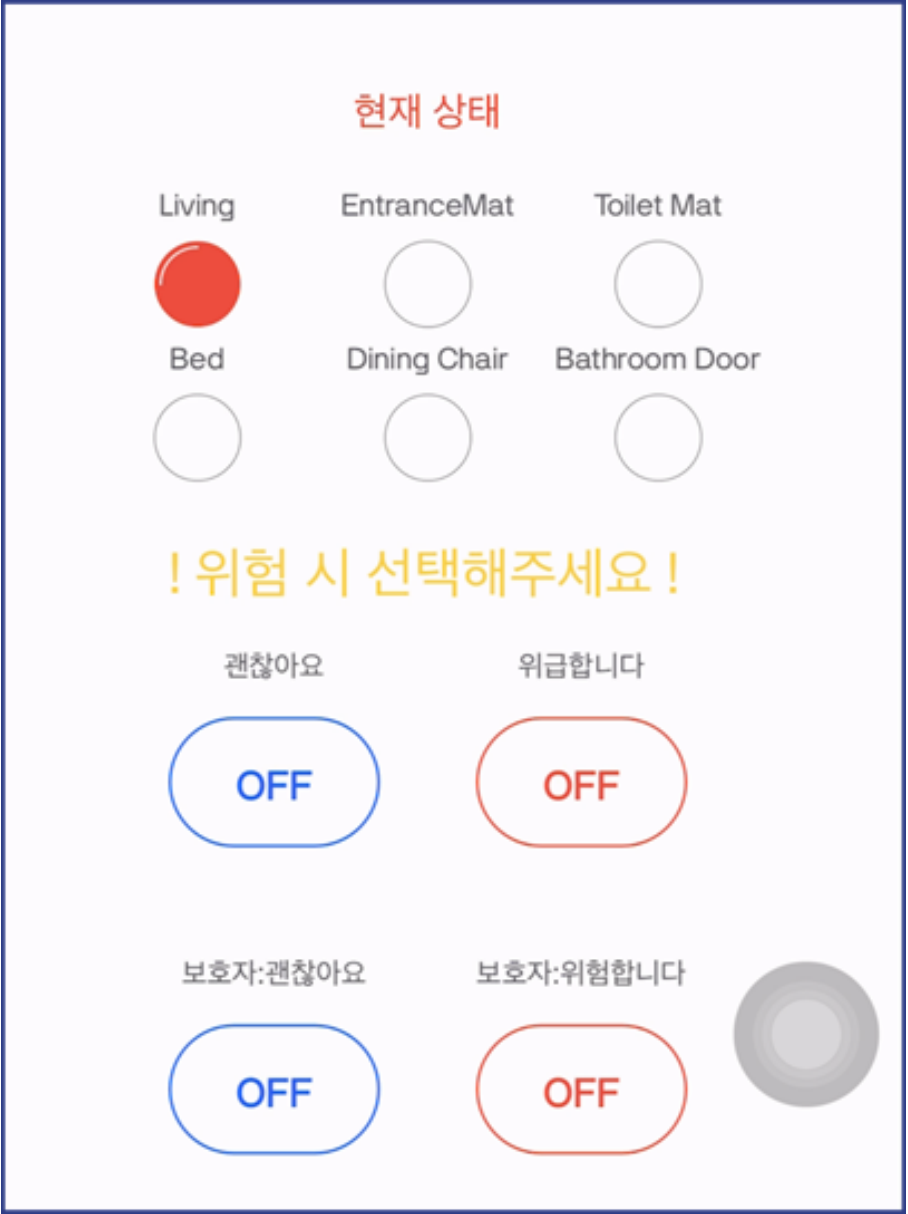 현재 상태
Living EntranceMat Toilet Mat
Bed Dining Chair Bathroom Door
! 위험 시 선택해주세요 !
괜찮아요 위급합니다
OFF OFF
보호자:괜찮아요 보호자:위험합니다
OFF OFF